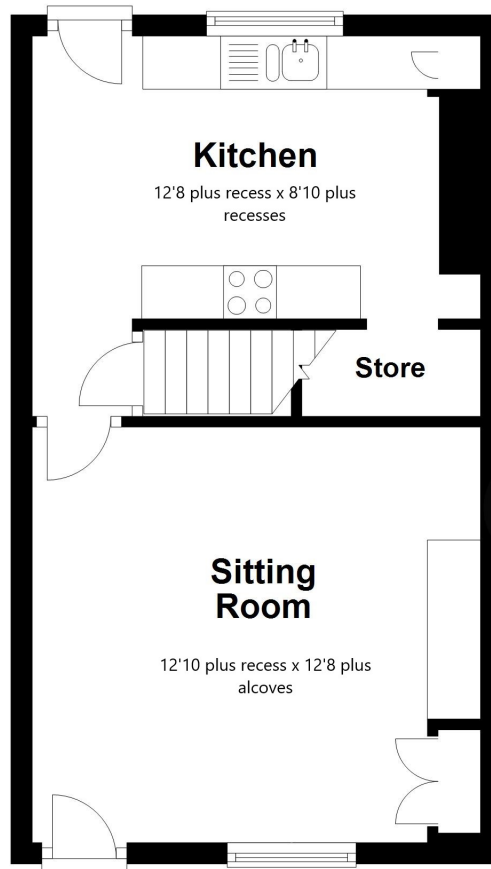 Kitchen
12'8 plus recess x 8'10 plus
recesses
Store
Sitting
Room
12'10 plus recess x 12'8 plus
alcoves